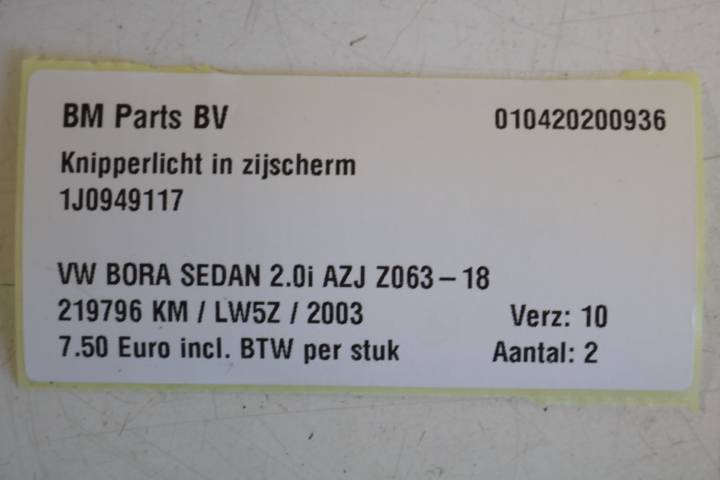 BM Parts BV 010420200936
Knipperlicht in zijscherm
1J0949117
VW BORA SEDAN 2.0i AZJ Z063-18
219796 KM / LW5Z / 2003 Verz: 10
7.50 Euro incl. BTW per stuk Aantal: 2